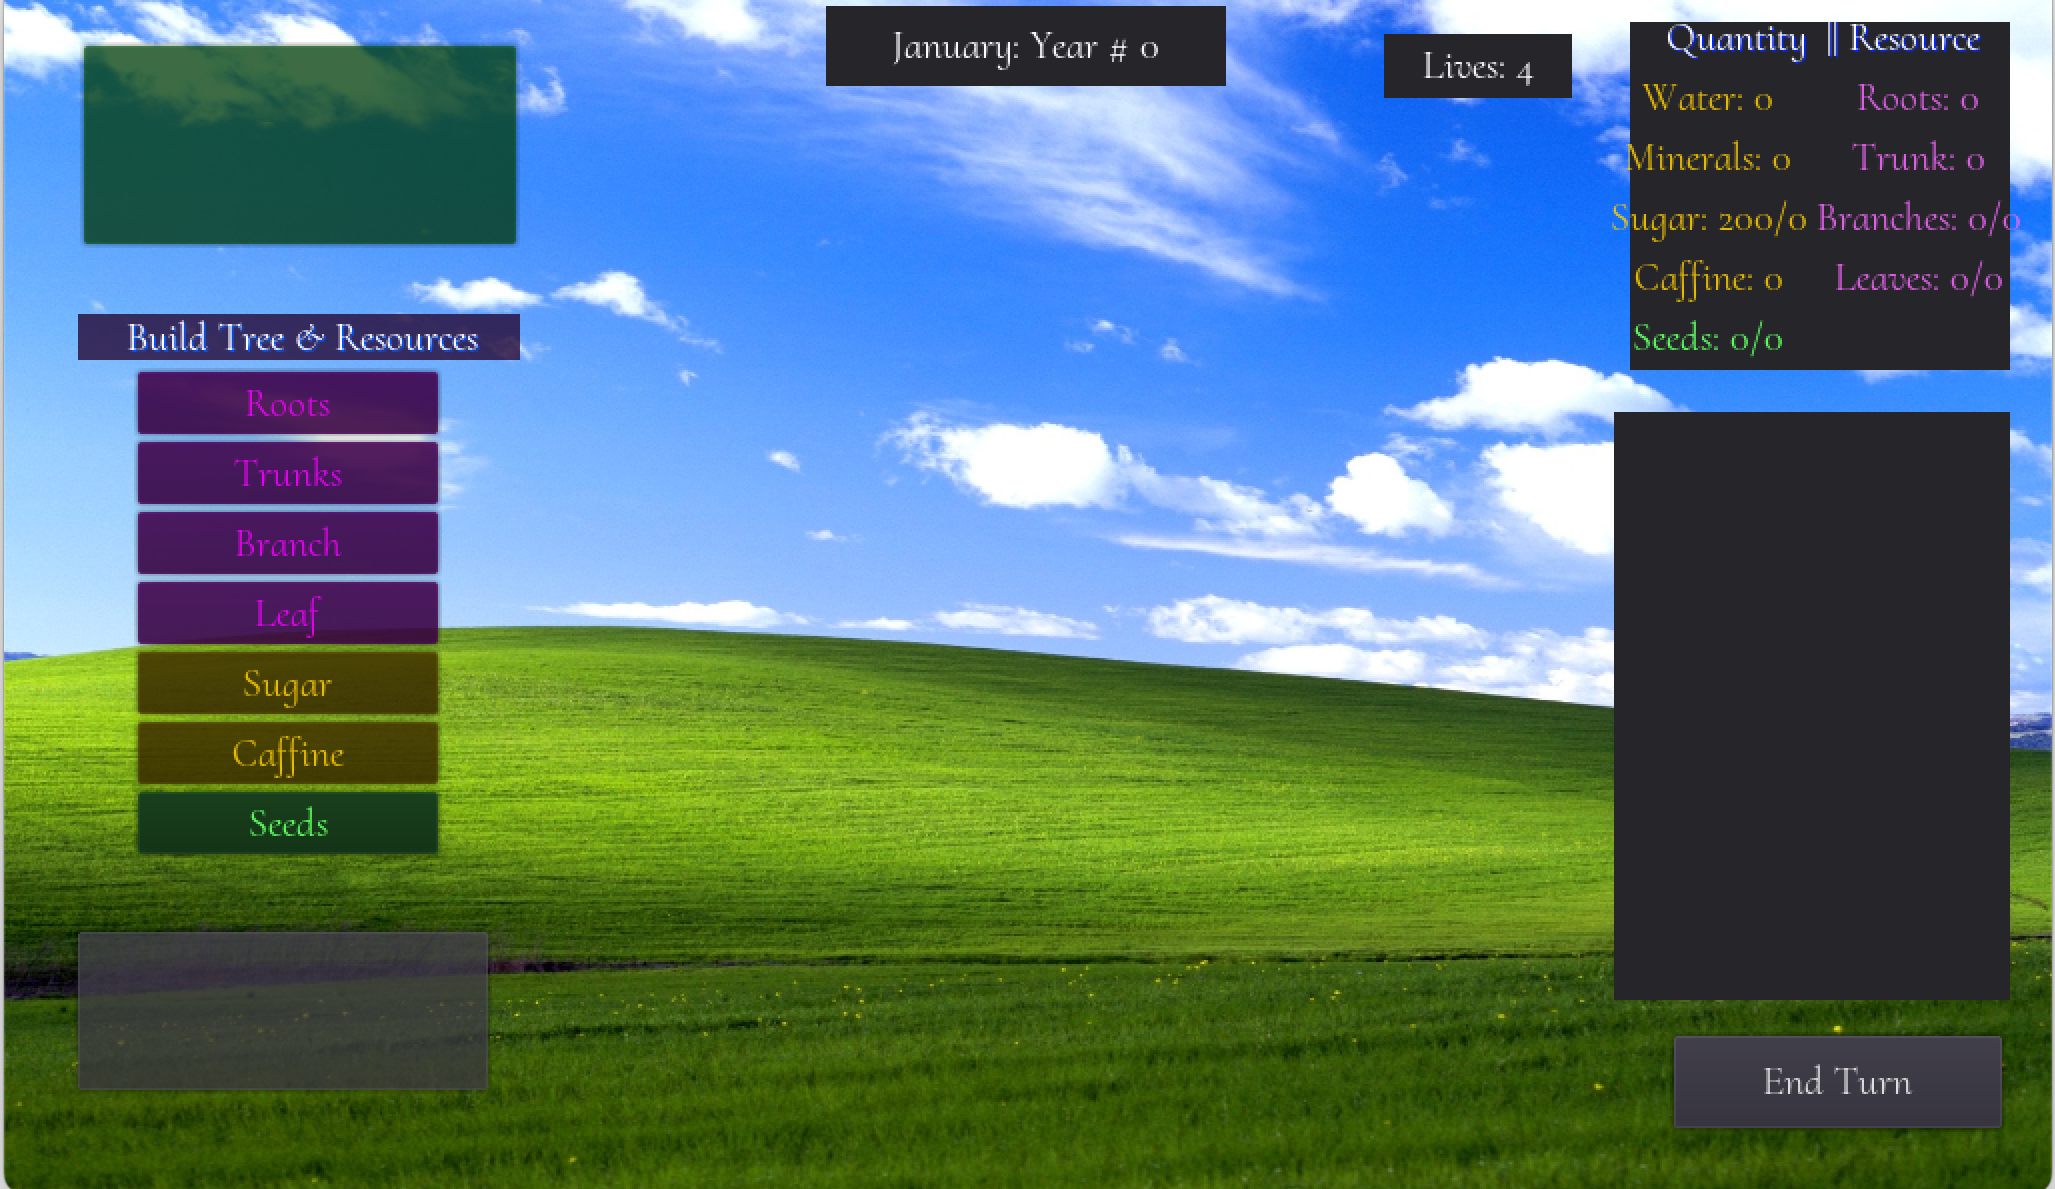 January: Year # 0
Lives: 4
Quantity || Resource
Water: 0 Roots: 0
Minerals: 0 Trunk: 0
Sugar: 200/0 Branches: 0/0
Caffine: 0 Leaves: 0/0
Seeds: 0/0
Build Tree & Resources
Roots
Trunks
Branch
Leaf
Sugar
Caffine
Seeds
End Turn